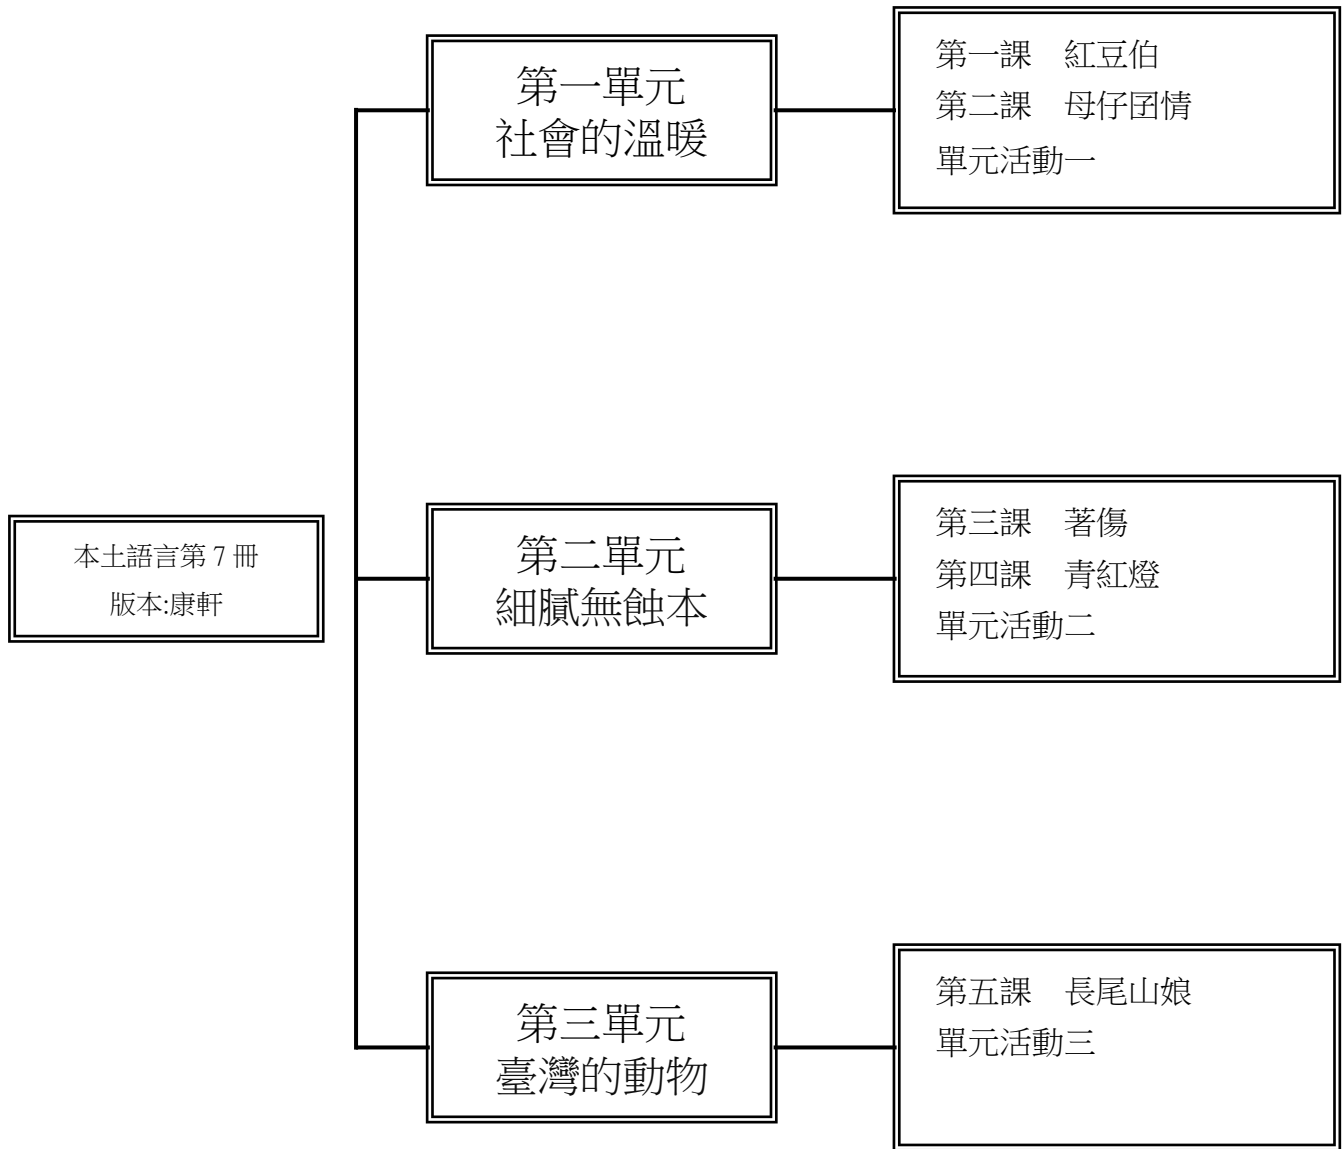 本土語言第 7 冊
版本:康軒
第一單元
社會的溫暖
第一課　紅豆伯
第二課　母仔囝情
單元活動一
第二單元
細膩無蝕本
第三課　著傷
第四課　青紅燈
單元活動二
第三單元
臺灣的動物
第五課　長尾山娘
單元活動三